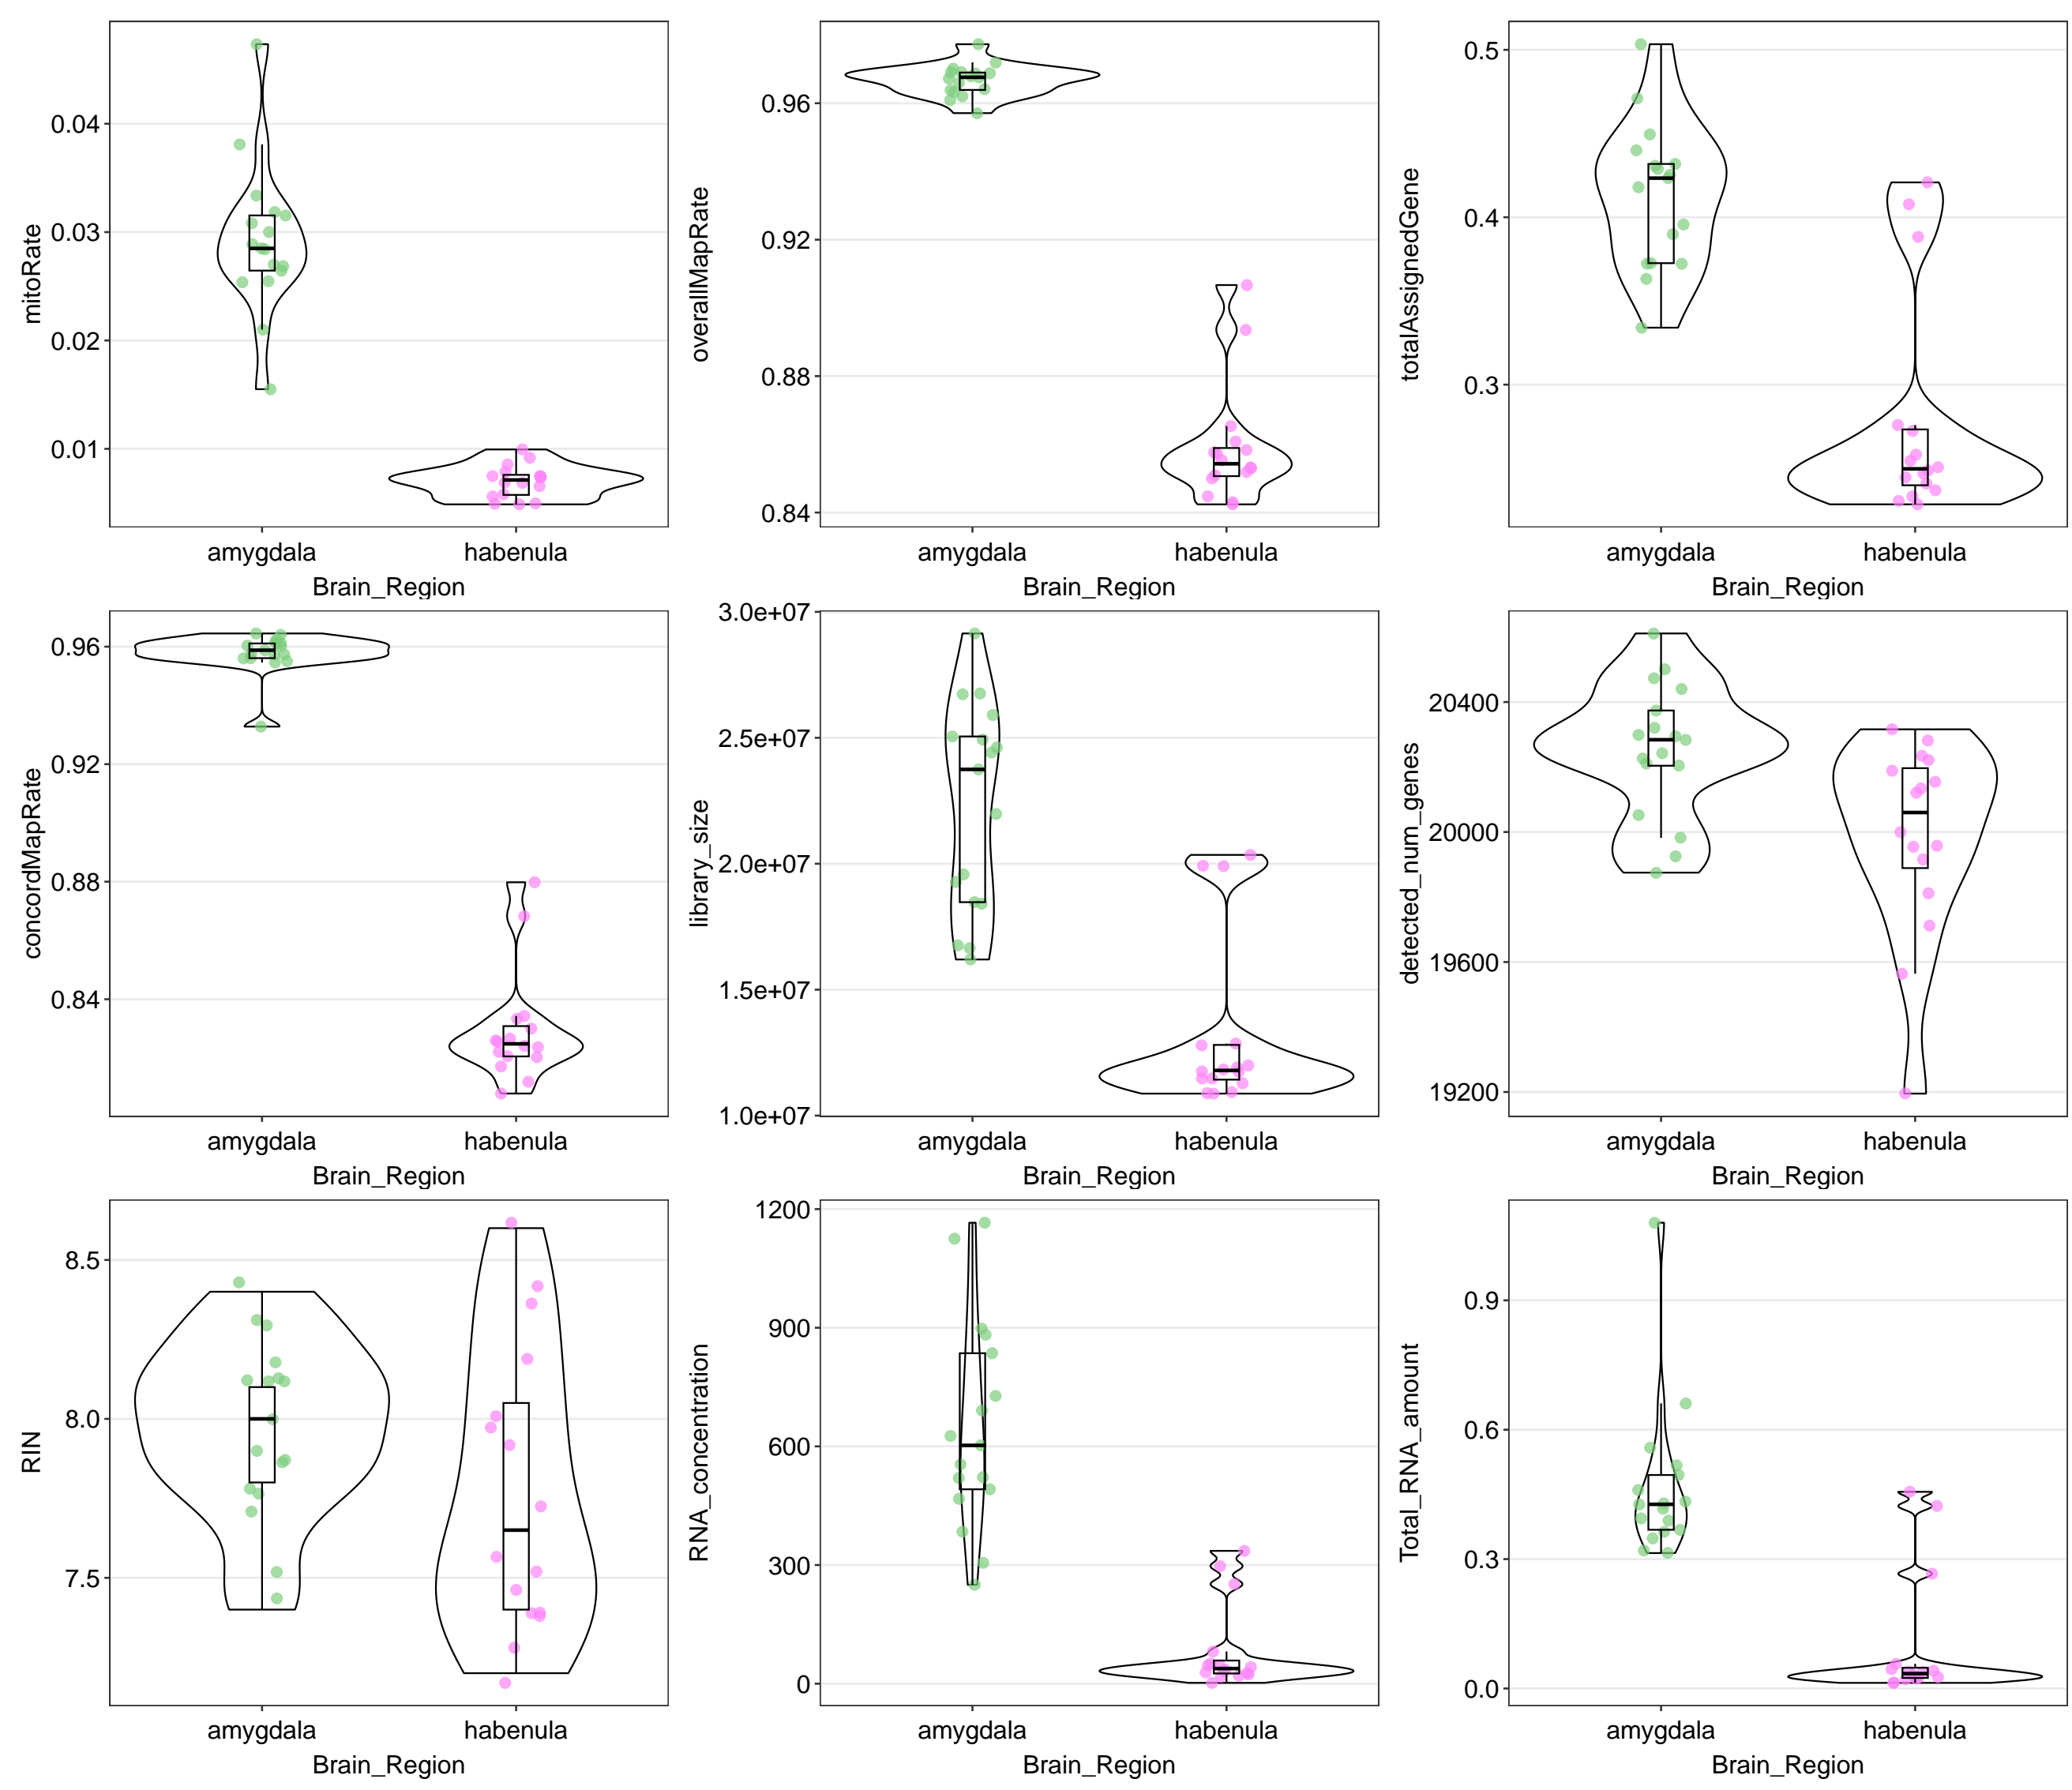 mitoRate
0.04
0.03
0.02
0.01
amygdala habenula
Brain_Region
overallMapRate
0.96
0.92
0.88
0.84
amygdala habenula
Brain_Region
totalAssignedGene
0.5
0.4
0.3
amygdala habenula
Brain_Region
concordMapRate
0.96
0.92
0.88
0.84
amygdala habenula
Brain_Region
library_size
3.0e+07
2.5e+07
2.0e+07
1.5e+07
1.0e+07
amygdala habenula
Brain_Region
detected_num_genes
20400
20000
19600
19200
amygdala habenula
Brain_Region
RIN
8.5
8.0
7.5
amygdala habenula
Brain_Region
RNA_concentration
1200
900
600
300
0
amygdala habenula
Brain_Region
Total_RNA_amount
0.9
0.6
0.3
0.0
amygdala habenula
Brain_Region